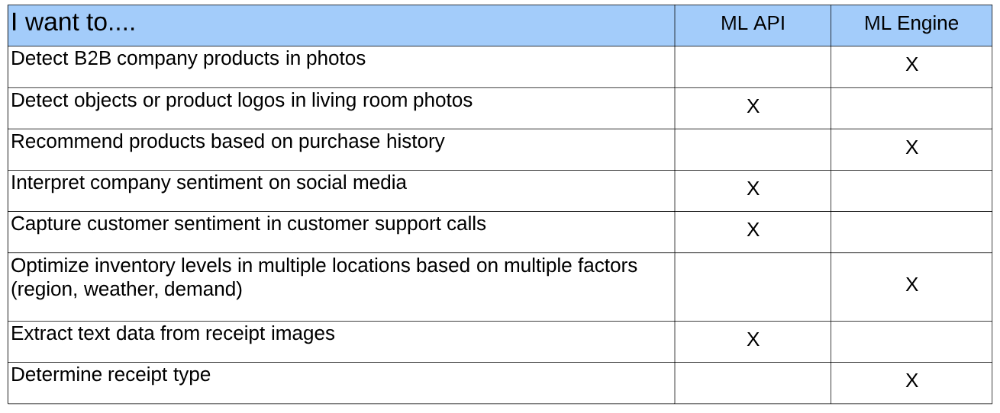 I want to.... ML API ML Engine
Detect B2B company products in photos X
Detect objects or product logos in living room photos X
Recommend products based on purchase history X
Interpret company sentiment on social media X
Capture customer sentiment in customer support calls X
Optimize inventory levels in multiple locations based on multiple factors
(region, weather, demand) X
Extract text data from receipt images X
Determine receipt type X